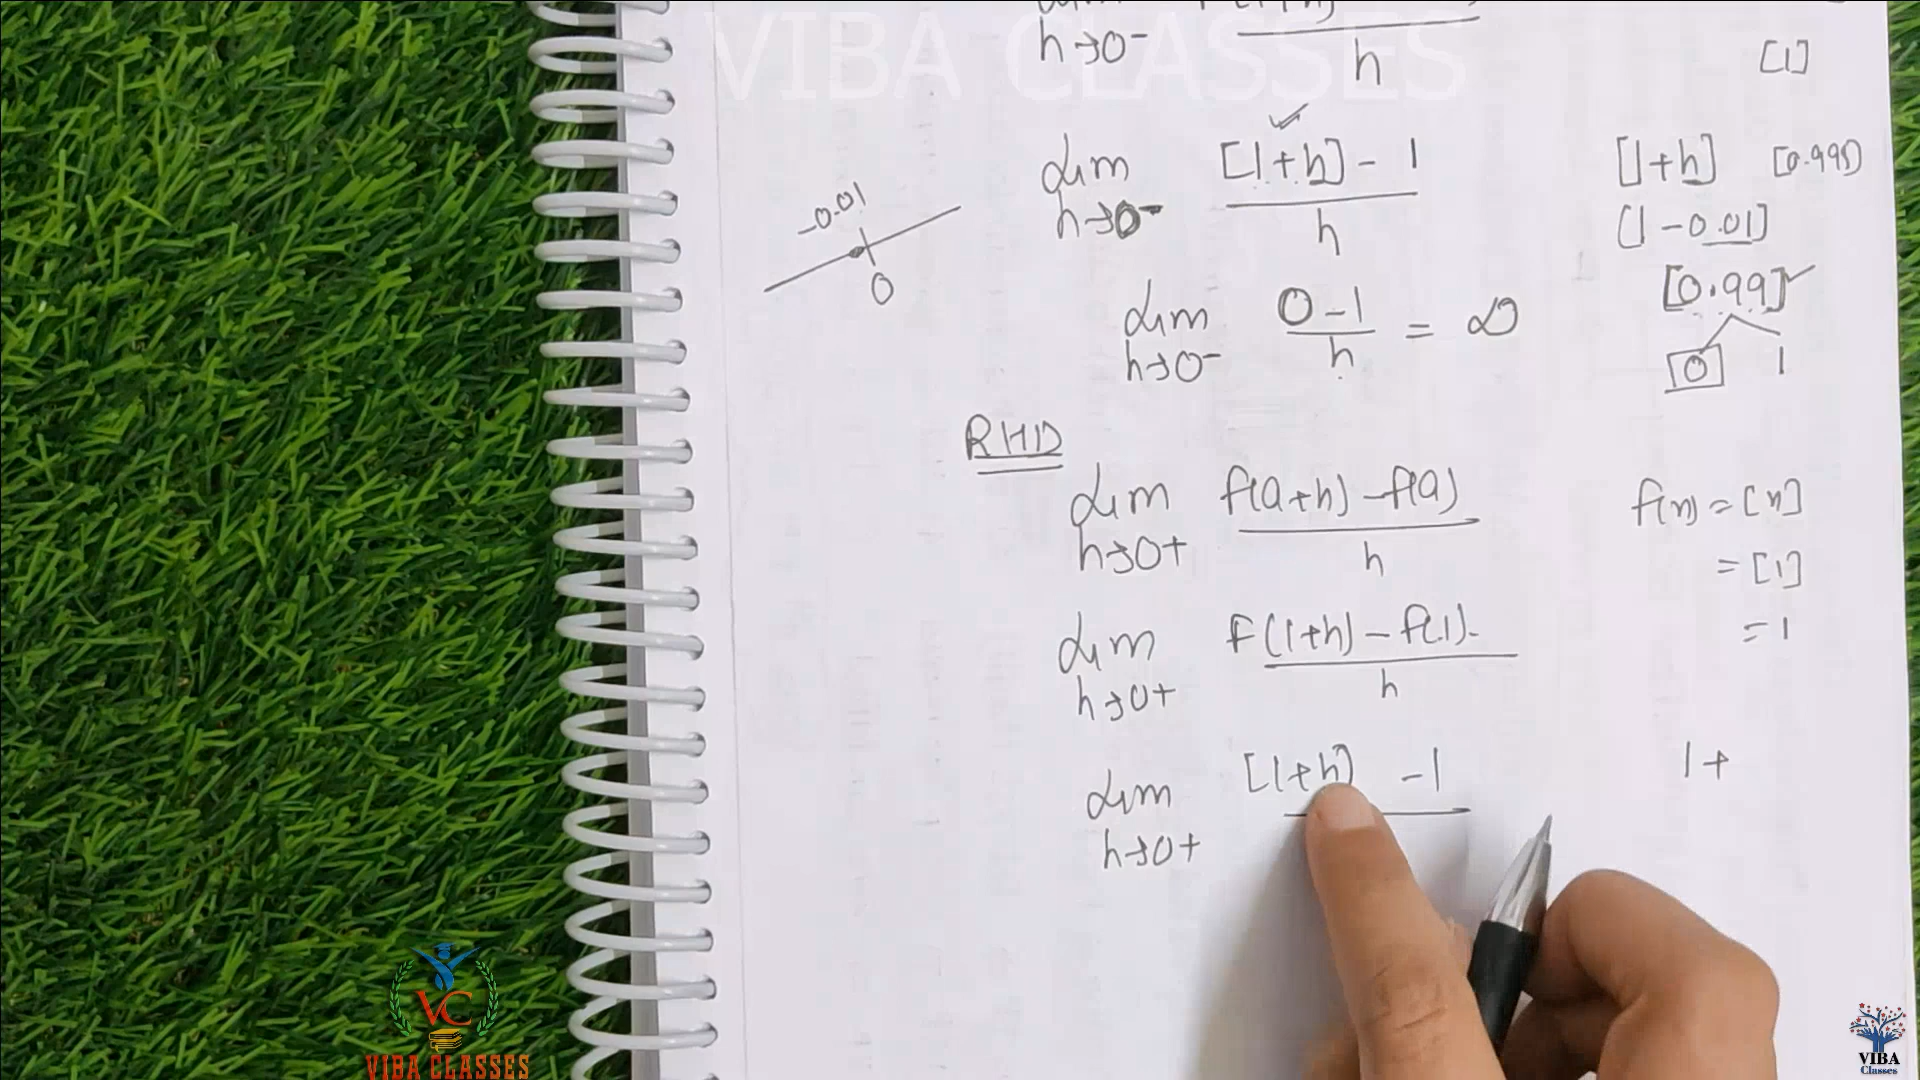 VIBA CLASSES
h→0⁻ h
[1]
lim [1+h] - 1
h→0⁻ h
[1+h] [0.999]
[1-0.01]
[0.99]
0 1
-0.01
0
lim 0-1 = ∞
h→0⁻ h
RHD
lim f(a+h) - f(a)
h→0+ h
f(x) = [x]
= [1]
= 1
lim F(1+h) - f(1)
h→0+ h
lim [1+h] - 1
h→0+
1+
VC
VIBA CLASSES
VIBA
Classes